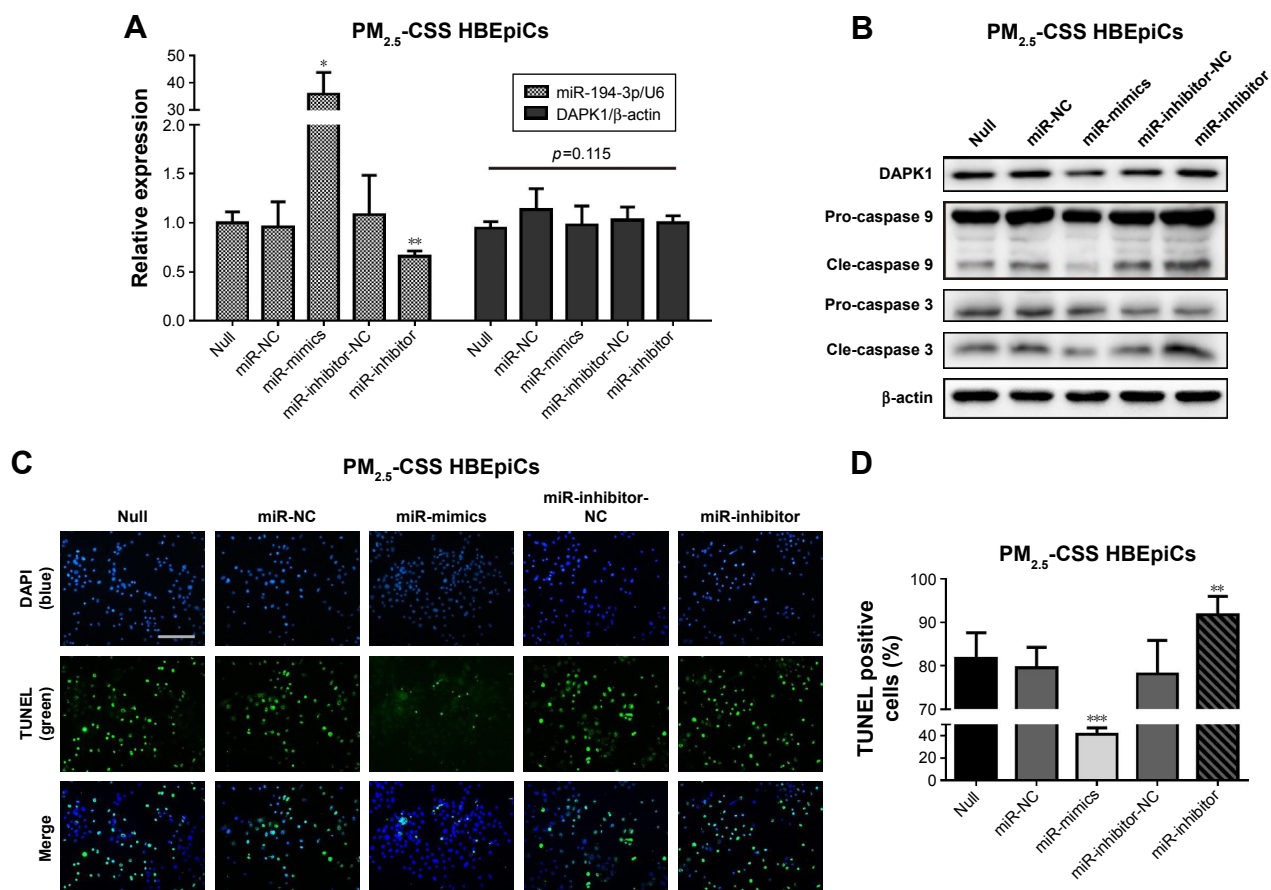 A
PM2.5-CSS HBEpiCs
Relative expression
50
40
30
20
10
2.0
1.5
1.0
0.5
0.0
*
**
miR-194-3p/U6
DAPK1/β-actin
p=0.115
Null
miR-NC
miR-mimics
miR-inhibitor-NC
miR-inhibitor
Null
miR-NC
miR-mimics
miR-inhibitor-NC
miR-inhibitor
B
PM2.5-CSS HBEpiCs
Null
miR-NC
miR-mimics
miR-inhibitor-NC
miR-inhibitor
DAPK1
Pro-caspase 9
Cle-caspase 9
Pro-caspase 3
Cle-caspase 3
β-actin
C
PM2.5-CSS HBEpiCs
Null
miR-NC
miR-mimics
miR-inhibitor-
NC
miR-inhibitor
DAPI
(blue)
TUNEL
(green)
Merge
D
PM2.5-CSS HBEpiCs
TUNEL positive
cells (%)
100
90
80
70
60
40
20
0
***
**
Null
miR-NC
miR-mimics
miR-inhibitor-NC
miR-inhibitor